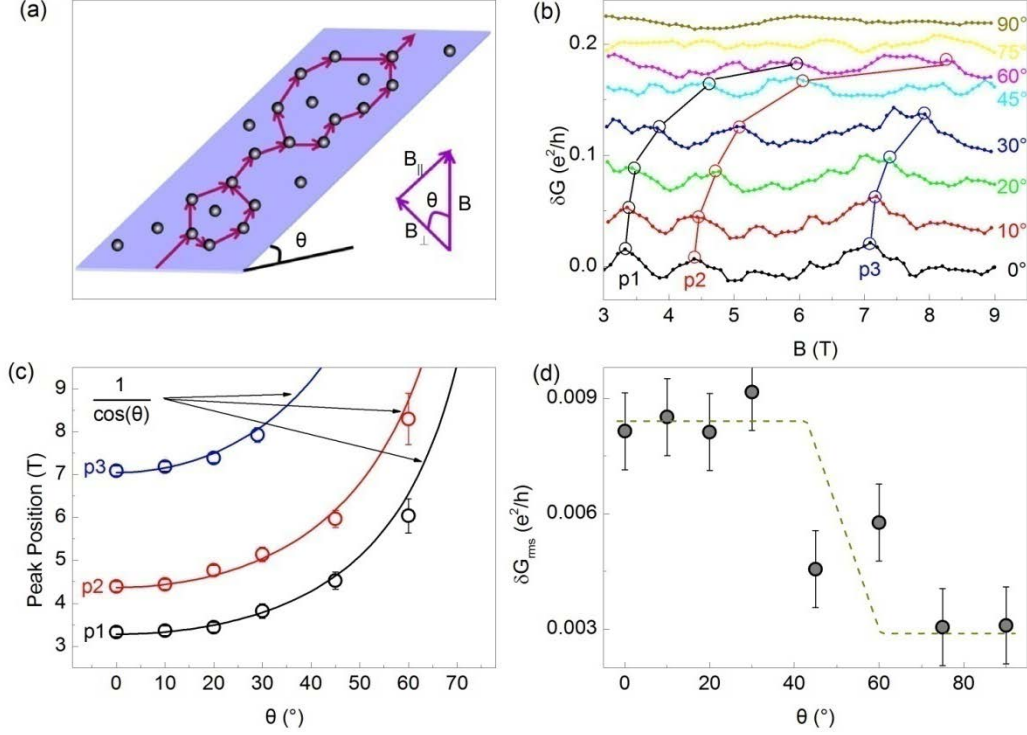 (a)
B∥
θ
B
B⊥
θ
(b)
δG (e²/h)
0.2
0.1
0.0
90°
75°
60°
45°
30°
20°
10°
0°
p1
p2
p3
3 4 5 6 7 8 9
B (T)
(c)
Peak Position (T)
9
8
7
6
5
4
3
1
cos(θ)
p3
p2
p1
0 10 20 30 40 50 60 70
θ (°)
(d)
δGrms (e²/h)
0.009
0.006
0.003
0 20 40 60 80
θ (°)